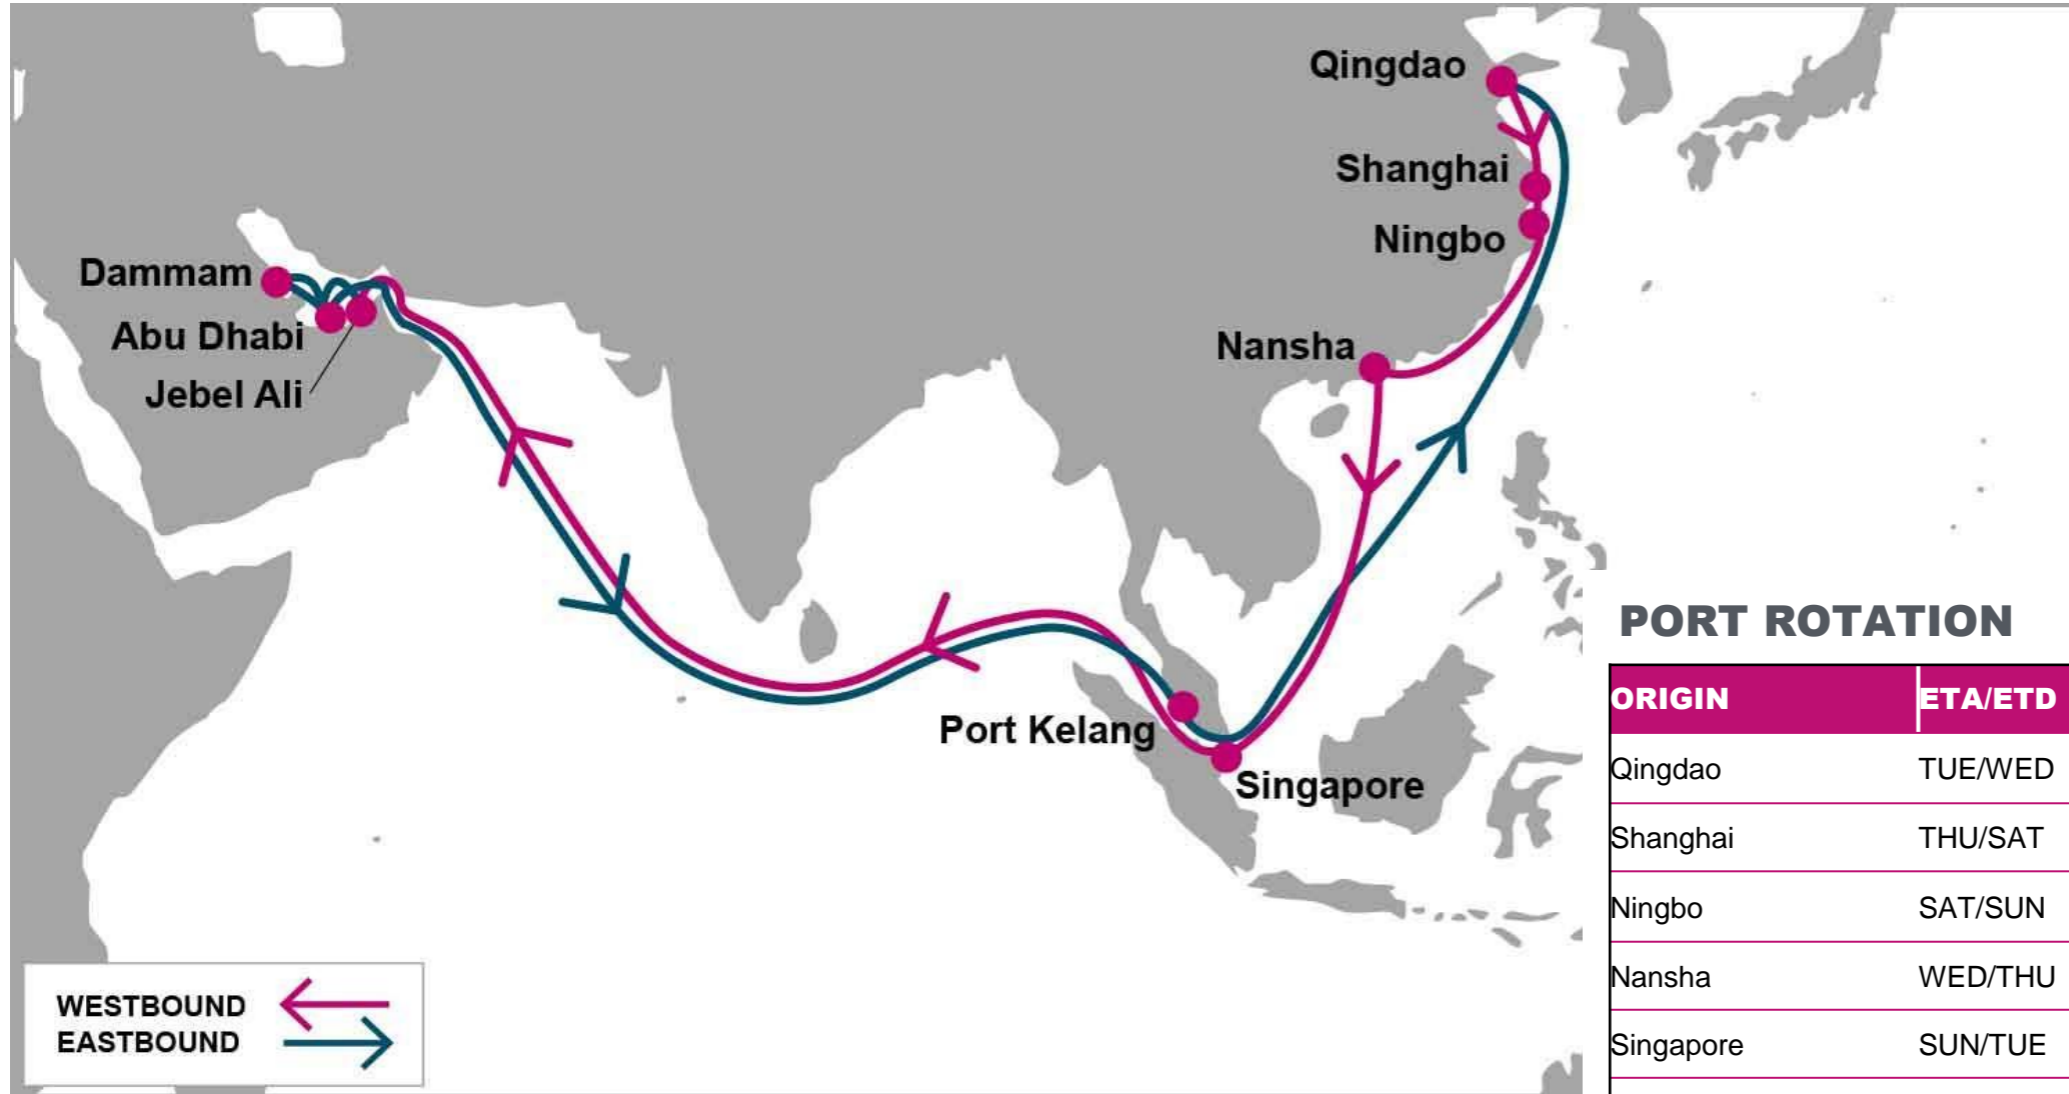 Qingdao
Shanghai
Ningbo
Dammam
Abu Dhabi
Jebel Ali
Nansha
Port Kelang
Singapore
WESTBOUND
EASTBOUND
PORT ROTATION
ORIGIN ETA/ETD
Qingdao TUE/WED
Shanghai THU/SAT
Ningbo SAT/SUN
Nansha WED/THU
Singapore SUN/TUE